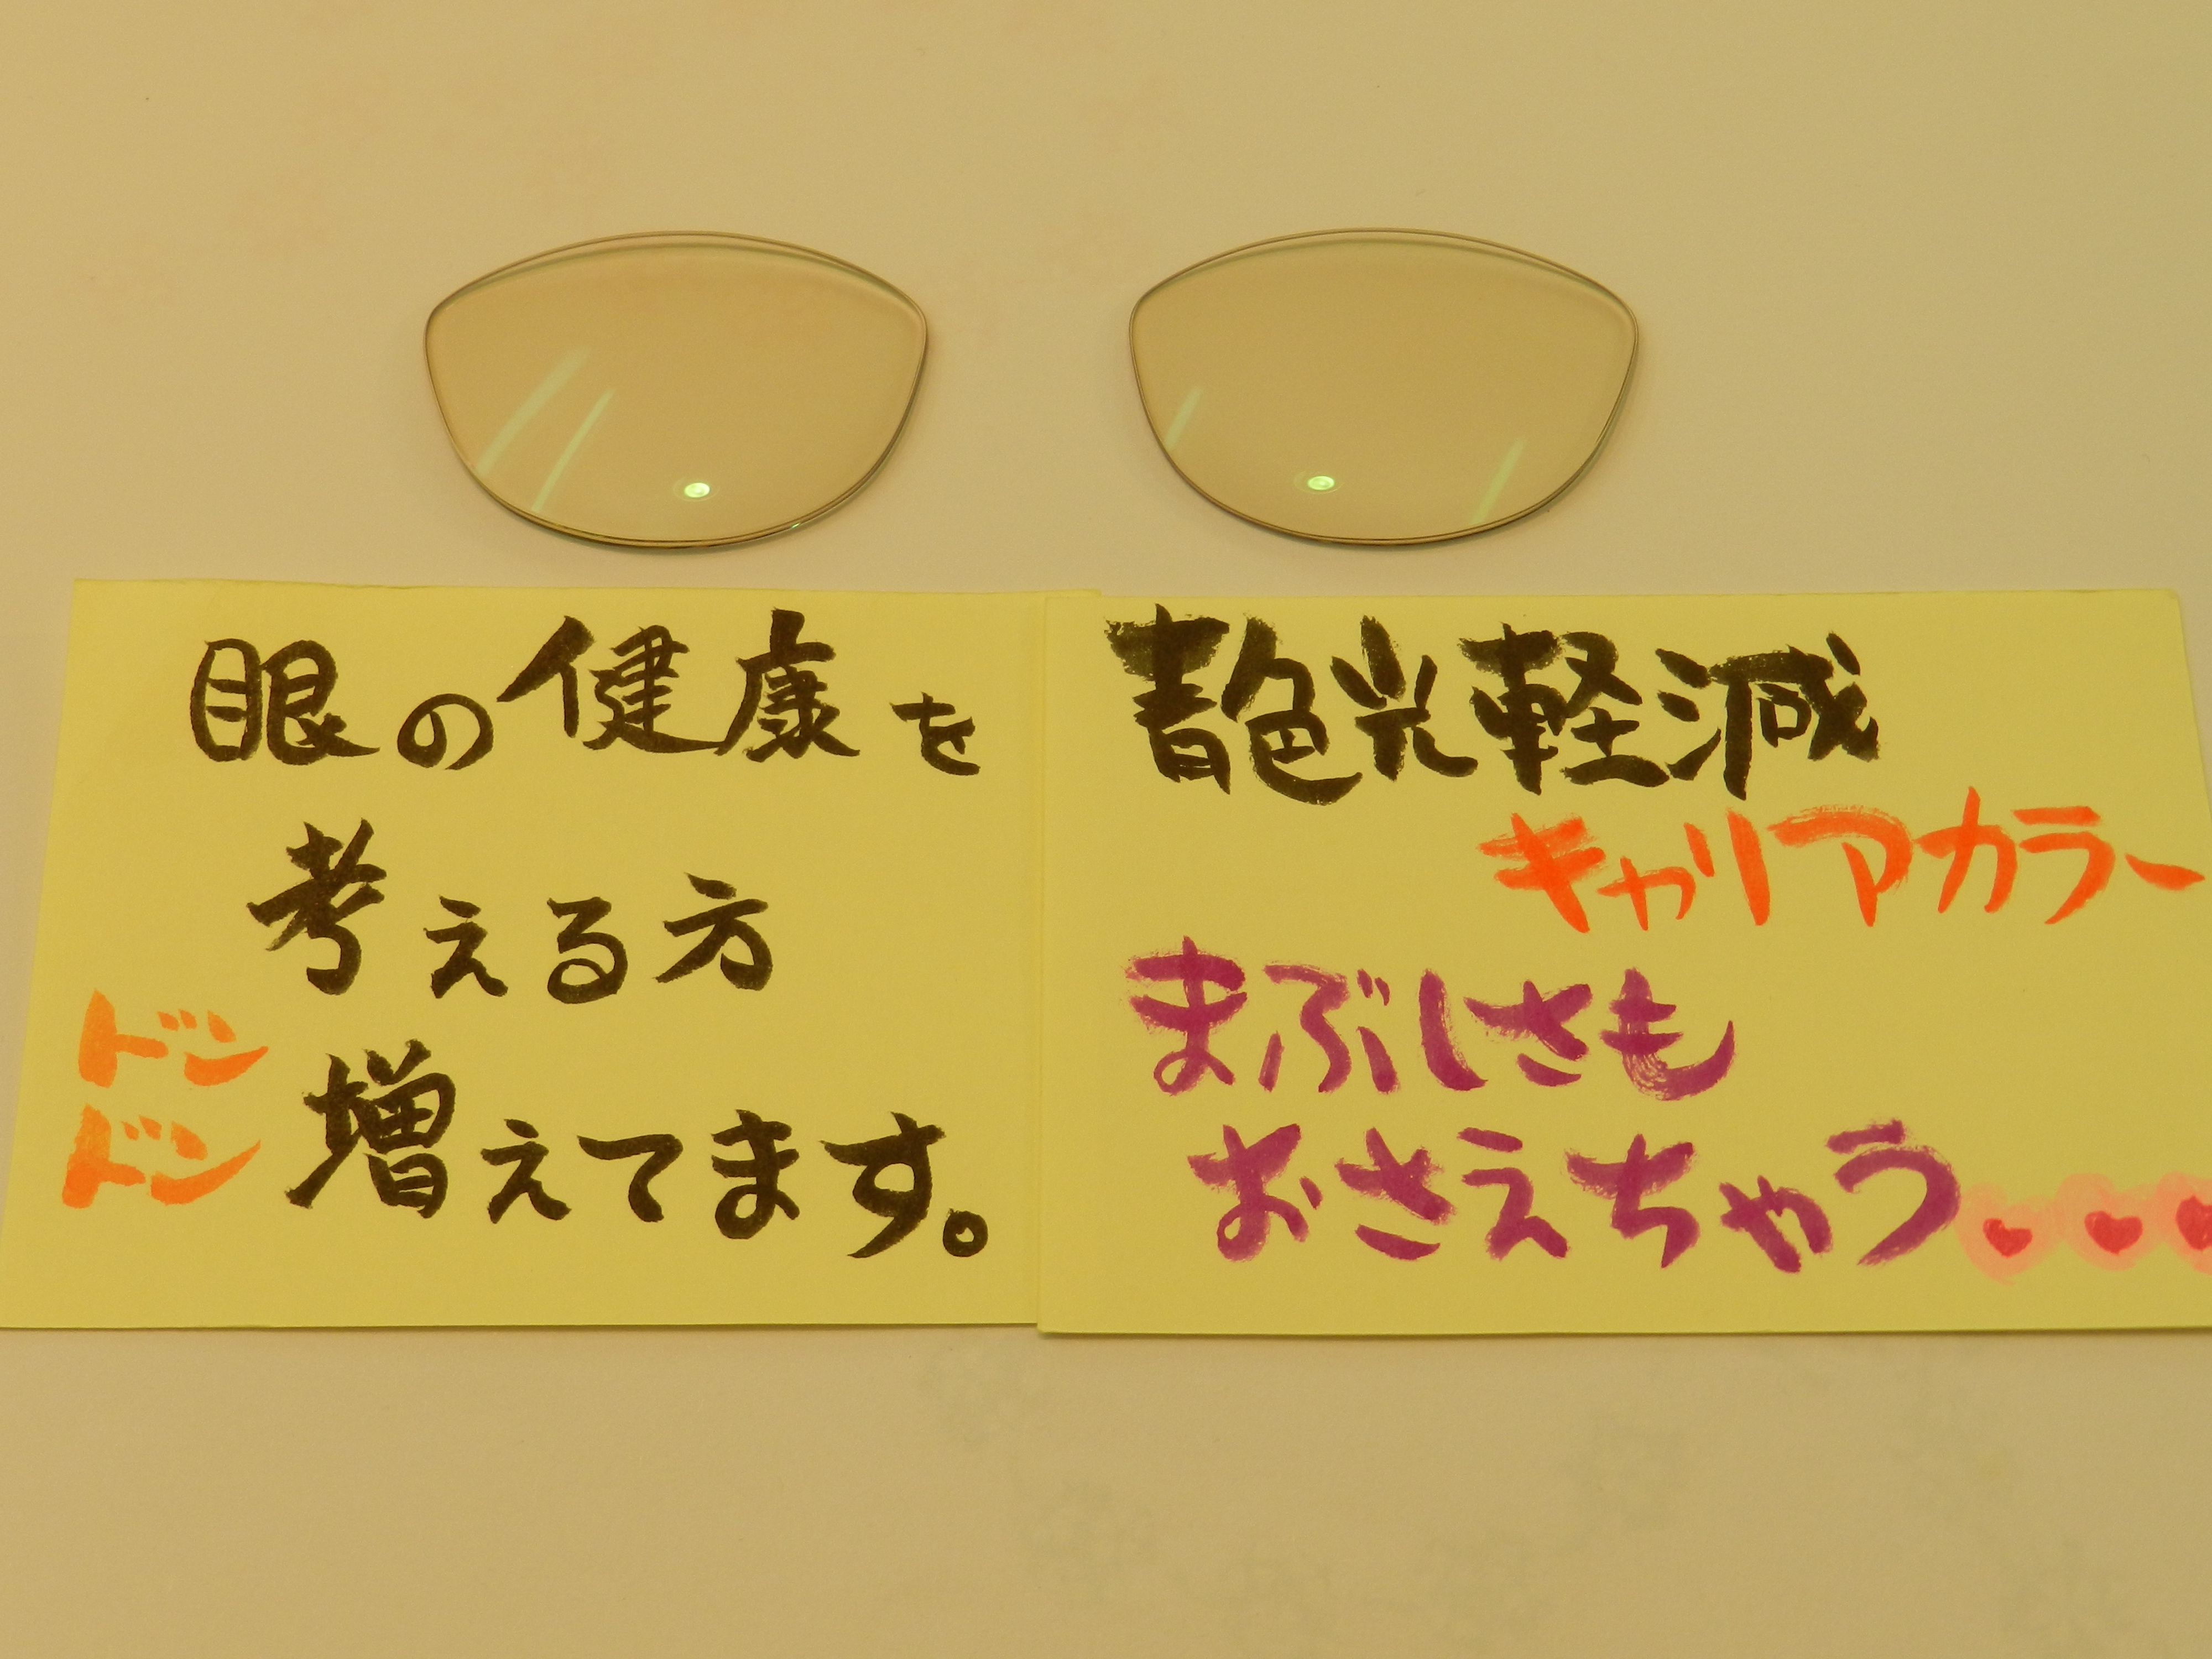 眼の健康を
考える方
ドン
ドン
増えてます。
青色光軽減
キャリアカラー
まぶしさも
おさえちゃう